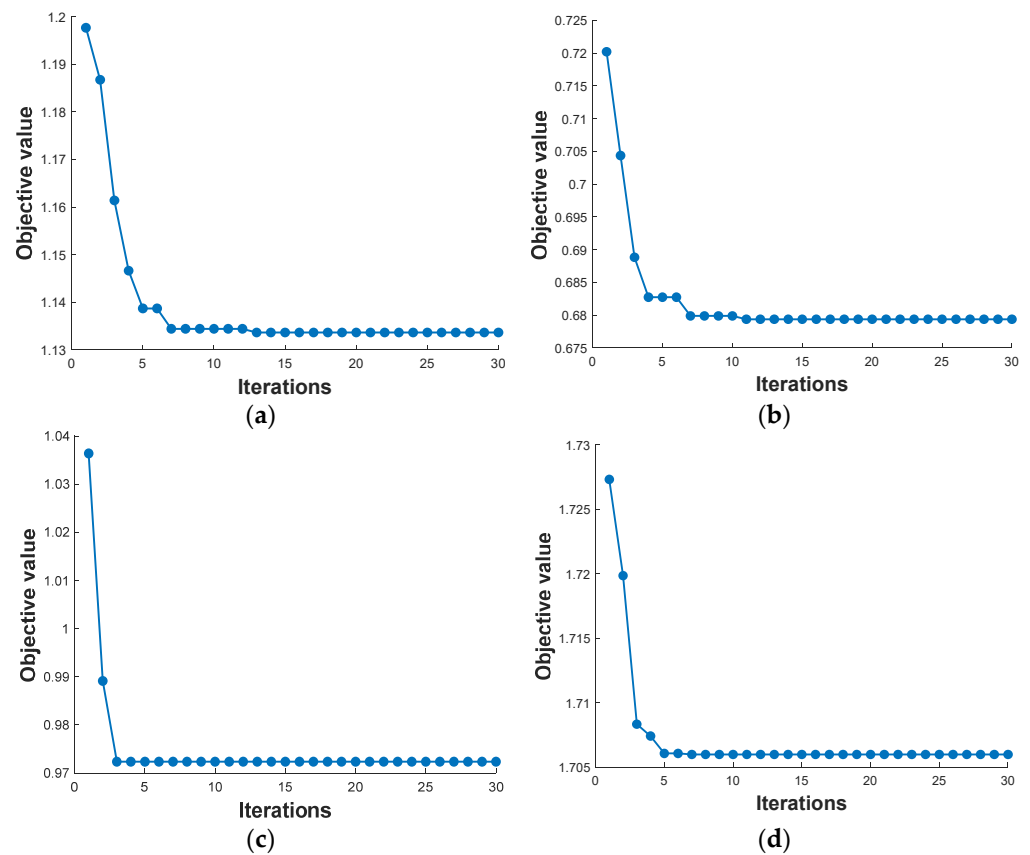 1.2
1.19
1.18
1.17
1.16
1.15
1.14
1.13
Objective value
0 5 10 15 20 25 30
Iterations
(a)
0.725
0.72
0.715
0.71
0.705
0.7
0.695
0.69
0.685
0.68
0.675
Objective value
0 5 10 15 20 25 30
Iterations
(b)
1.04
1.03
1.02
1.01
1
0.99
0.98
0.97
Objective value
0 5 10 15 20 25 30
Iterations
(c)
1.73
1.725
1.72
1.715
1.71
1.705
Objective value
0 5 10 15 20 25 30
Iterations
(d)